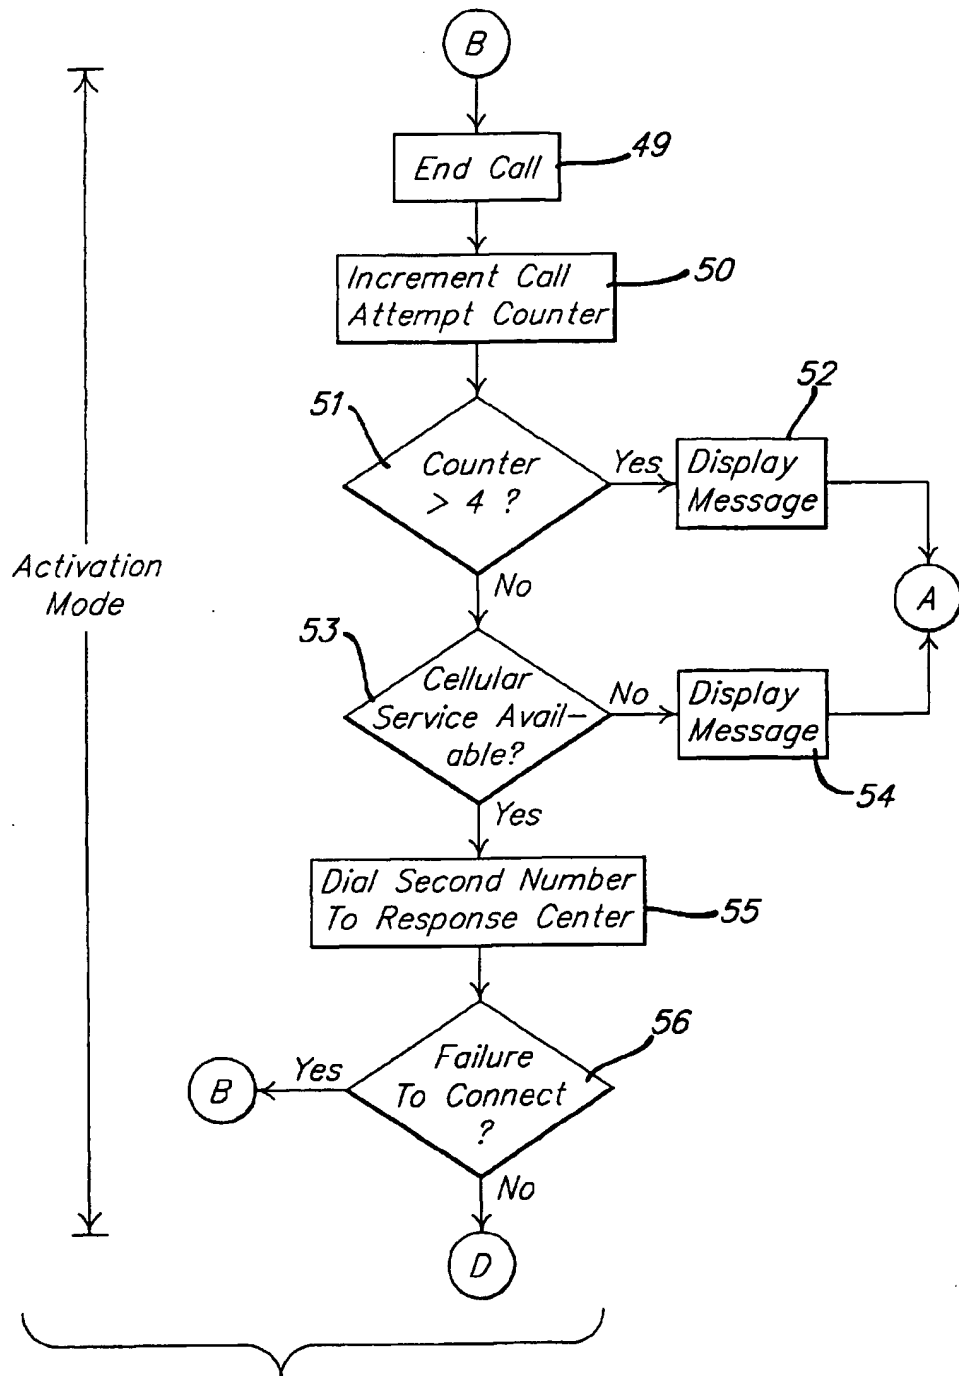 B
End Call
49
Increment Call
Attempt Counter
50
51
Counter
> 4 ?
Yes
52
Display
Message
A
Activation
Mode
No
53
Cellular
Service Avail-
able?
No
Display
Message
54
Yes
Dial Second Number
To Response Center
55
56
Failure
To Connect
?
Yes
B
No
D